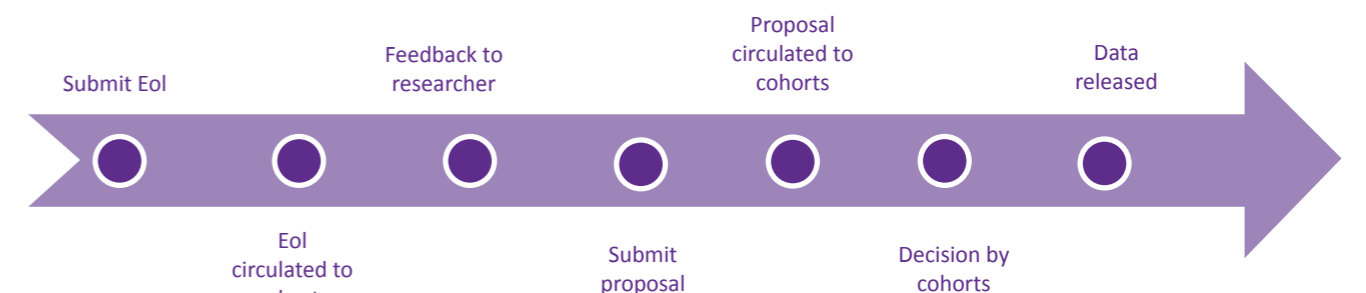 Submit EoI
EoI
circulated to
Feedback to
researcher
Submit
proposal
Proposal
circulated to
cohorts
Decision by
cohorts
Data
released